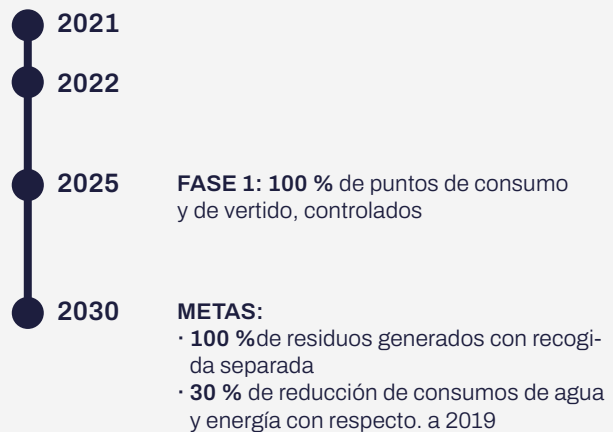 2021
2022
2025
FASE 1: 100 % de puntos de consumo
y de vertido, controlados
2030
METAS:
· 100 %de residuos generados con recogi-
da separada
· 30 % de reducción de consumos de agua
y energía con respecto. a 2019